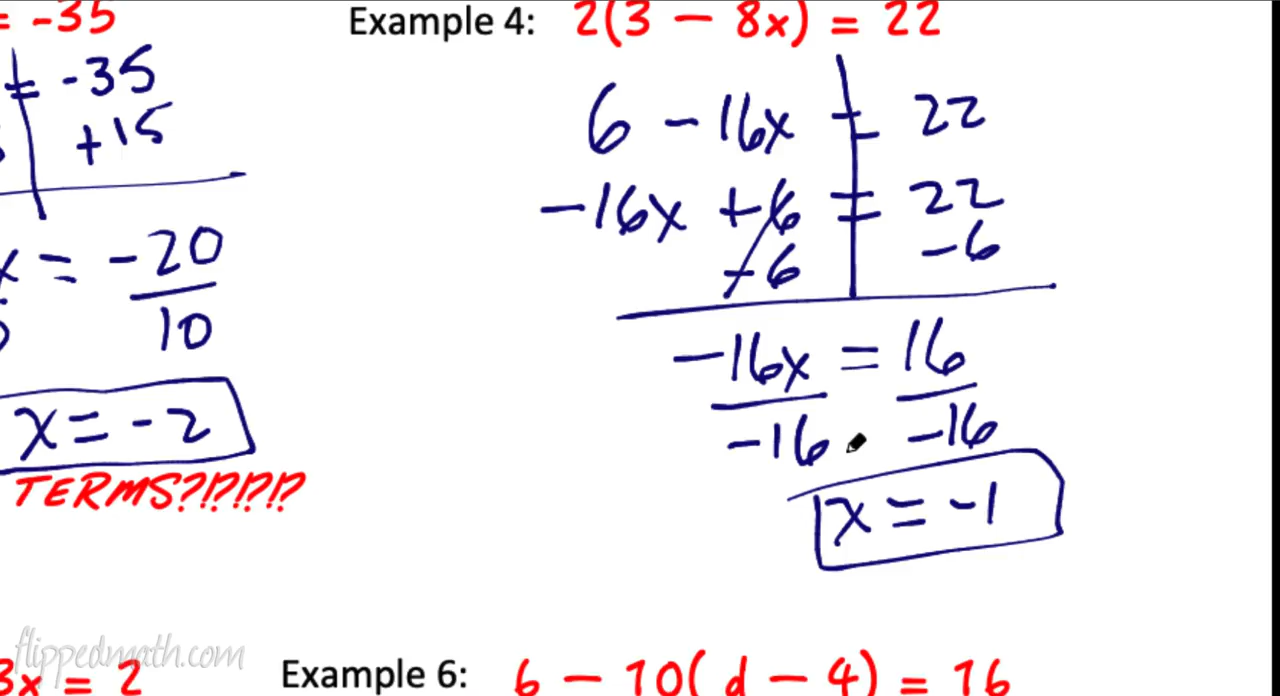 = -35
= -35
+15
x = -20
10
x = -2
TERMS?!?!?!?
Example 4: 2(3 - 8x) = 22
6 - 16x = 22
-16x + 6 = 22
-6 -6
-16x = 16
-16 -16
x = -1
flippedmath.com
3x = 2
Example 6: 6 - 10(d - 4) = 16